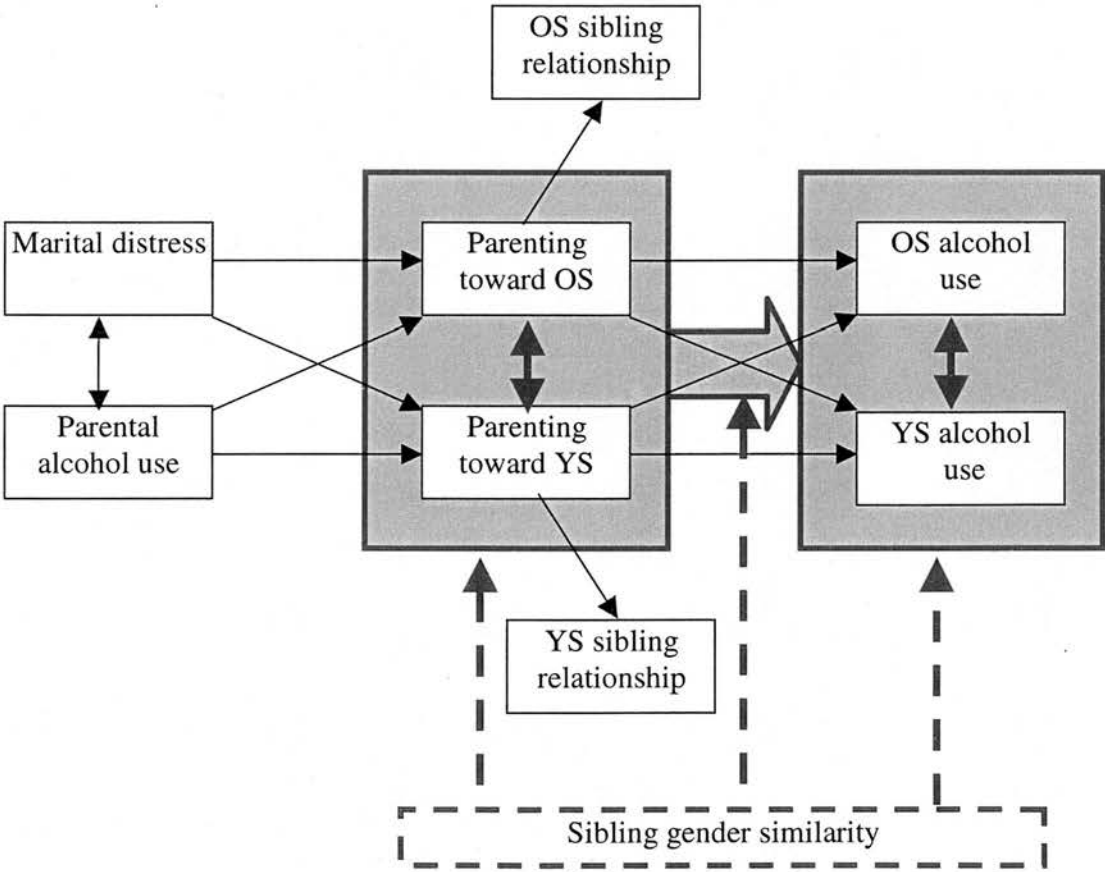 OS sibling
relationship
Marital distress
Parenting
toward OS
OS alcohol
use
Parental
alcohol use
Parenting
toward YS
YS alcohol
use
YS sibling
relationship
Sibling gender similarity